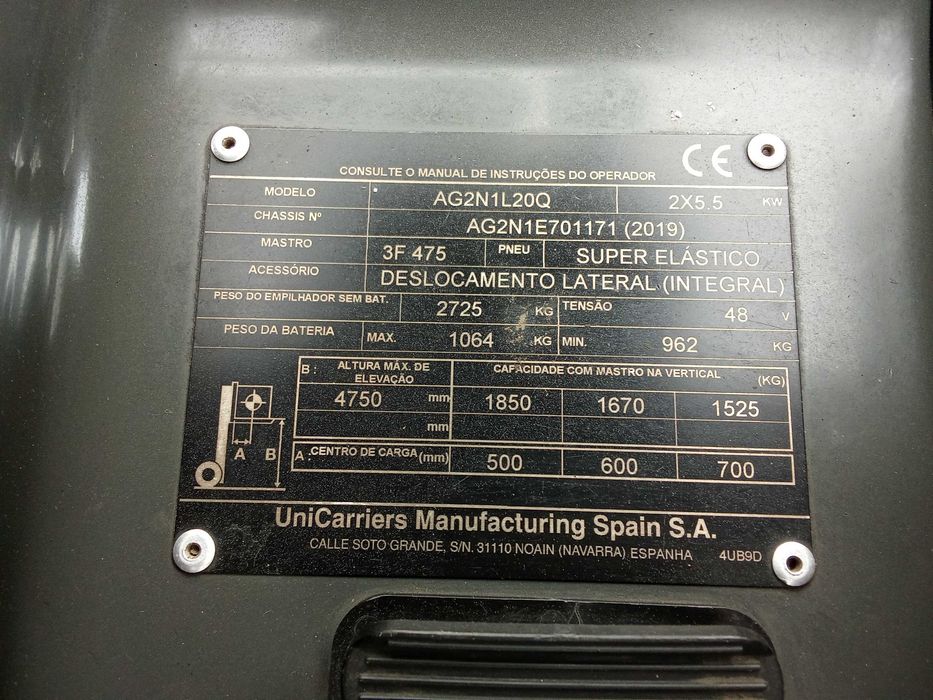 CE
CONSULTE O MANUAL DE INSTRUÇÕES DO OPERADOR
MODELO AG2N1L20Q 2X5.5 KW
CHASSIS Nº AG2N1E701171 (2019)
MASTRO 3F 475 PNEU SUPER ELÁSTICO
ACESSÓRIO DESLOCAMENTO LATERAL (INTEGRAL)
PESO DO EMPILHADOR SEM BAT. 2725 KG TENSÃO 48 V
PESO DA BATERIA MAX. 1064 KG MIN. 962 KG
B : ALTURA MÁX. DE ELEVAÇÃO CAPACIDADE COM MASTRO NA VERTICAL (KG)
4750 mm 1850 1670 1525
mm
A : CENTRO DE CARGA (mm) 500 600 700
A B
UniCarriers Manufacturing Spain S.A.
CALLE SOTO GRANDE, S/N. 31110 NOAIN (NAVARRA) ESPANHA 4UB9D